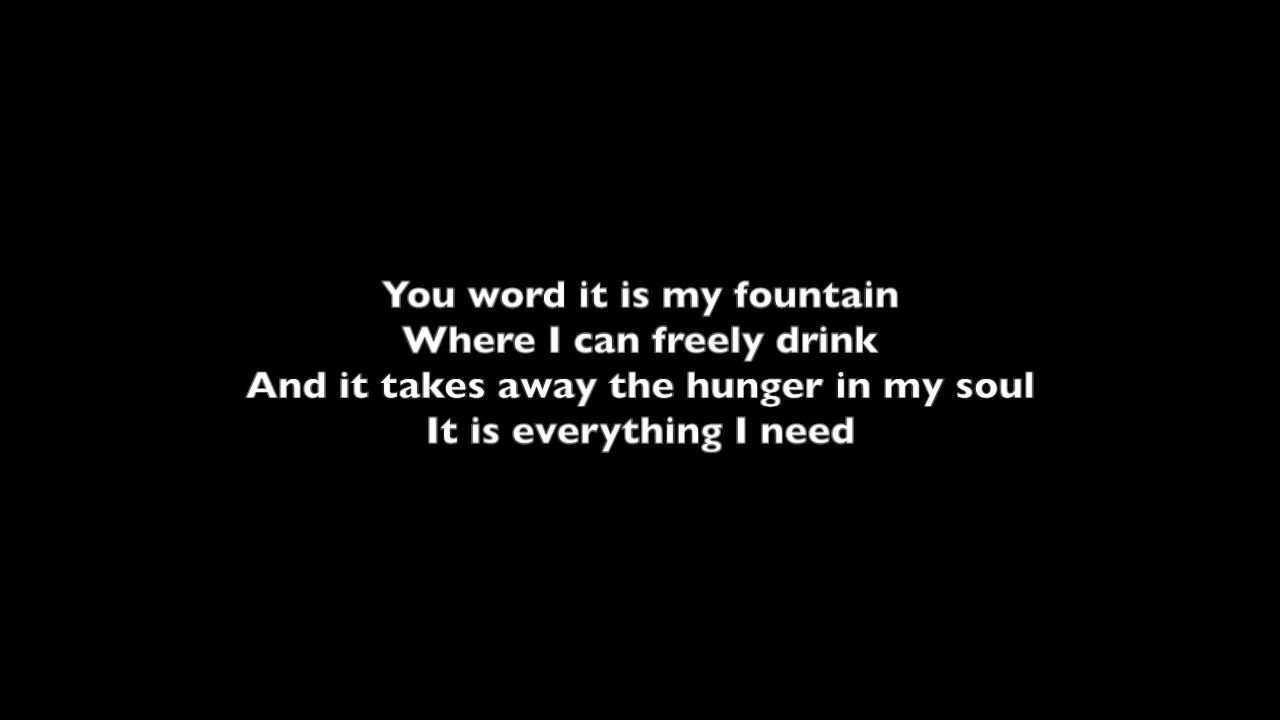 You word it is my fountain
Where I can freely drink
And it takes away the hunger in my soul
It is everything I need